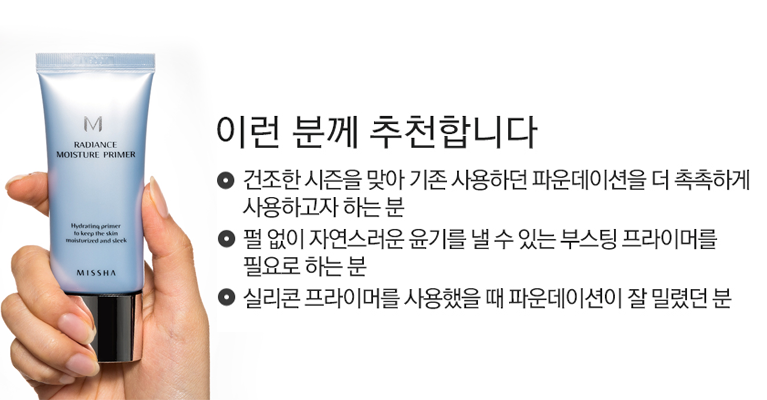 M
RADIANCE
MOISTURE PRIMER
Hydrating primer
to keep the skin
moisturized and sleek
MISSHA
이런 분께 추천합니다
건조한 시즌을 맞아 기존 사용하던 파운데이션을 더 촉촉하게
사용하고자 하는 분
펄 없이 자연스러운 윤기를 낼 수 있는 부스팅 프라이머를
필요로 하는 분
실리콘 프라이머를 사용했을 때 파운데이션이 잘 밀렸던 분